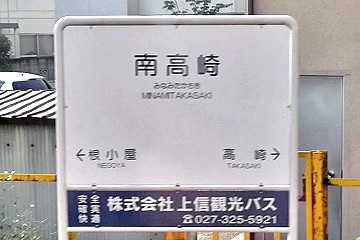 南高崎
みなみたかさき
MINAMITAKASAKI
←根小屋 高崎→
NEGOYA TAKASAKI
安全 確実 快適
株式会社上信観光バス
☎027-325-5921